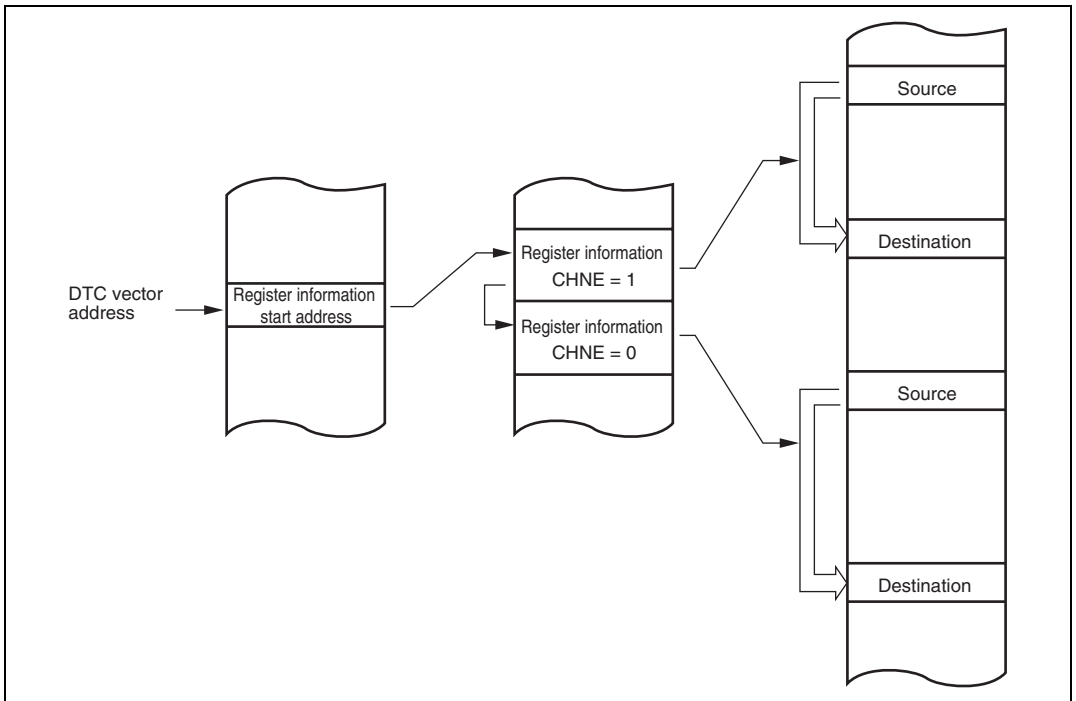 DTC vector
address
Register information
start address
Register information
CHNE = 1
Register information
CHNE = 0
Source
Destination
Source
Destination